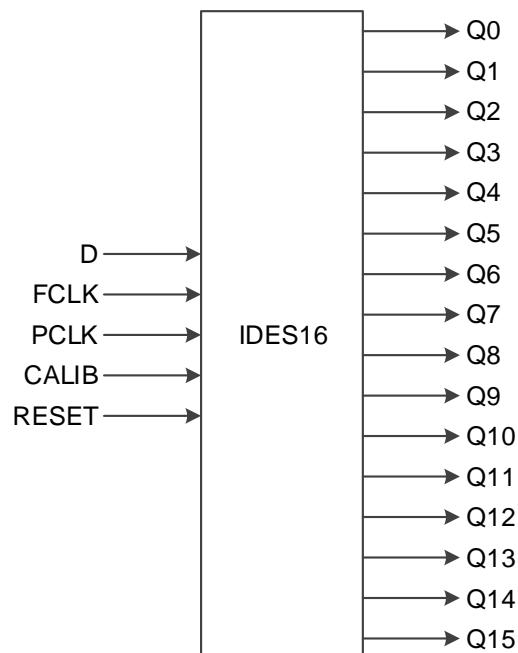 D
FCLK
PCLK
CALIB
RESET
IDES16
Q0
Q1
Q2
Q3
Q4
Q5
Q6
Q7
Q8
Q9
Q10
Q11
Q12
Q13
Q14
Q15